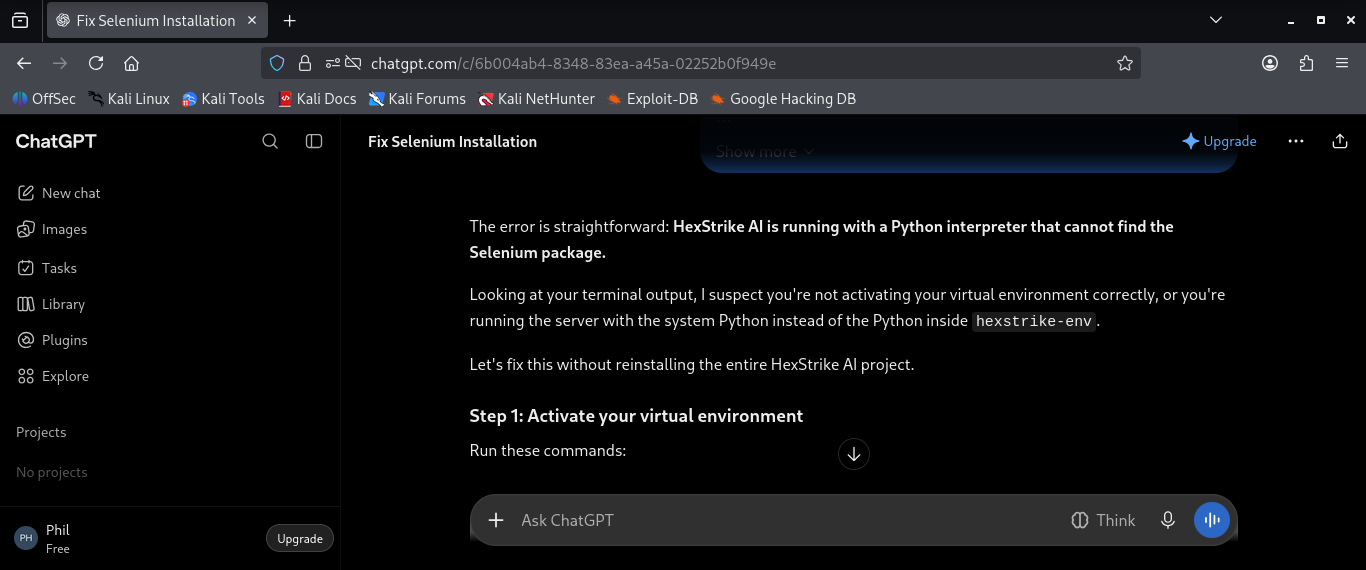 Fix Selenium Installation
chatgpt.com/c/6b004ab4-8348-83ea-a45a-02252b0f949e
OffSec Kali Linux Kali Tools Kali Docs Kali Forums Kali NetHunter Exploit-DB Google Hacking DB
ChatGPT
New chat
Images
Tasks
Library
Plugins
Explore
Projects
No projects
PH
Phil
Free
Upgrade
Fix Selenium Installation
Upgrade
...
Show more
The error is straightforward: HexStrike AI is running with a Python interpreter that cannot find the
Selenium package.
Looking at your terminal output, I suspect you're not activating your virtual environment correctly, or you're
running the server with the system Python instead of the Python inside hexstrike-env.
Let's fix this without reinstalling the entire HexStrike AI project.
Step 1: Activate your virtual environment
Run these commands:
Ask ChatGPT
Think